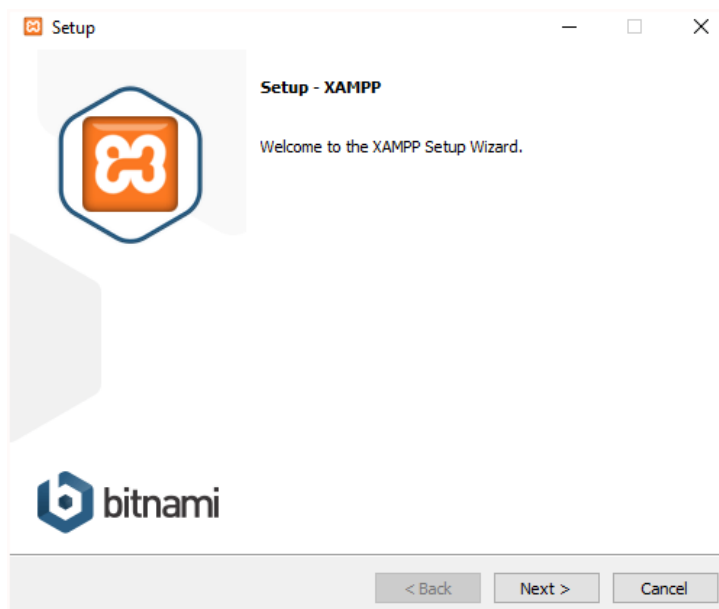 Setup
Setup - XAMPP
Welcome to the XAMPP Setup Wizard.
bitnami
< Back
Next >
Cancel